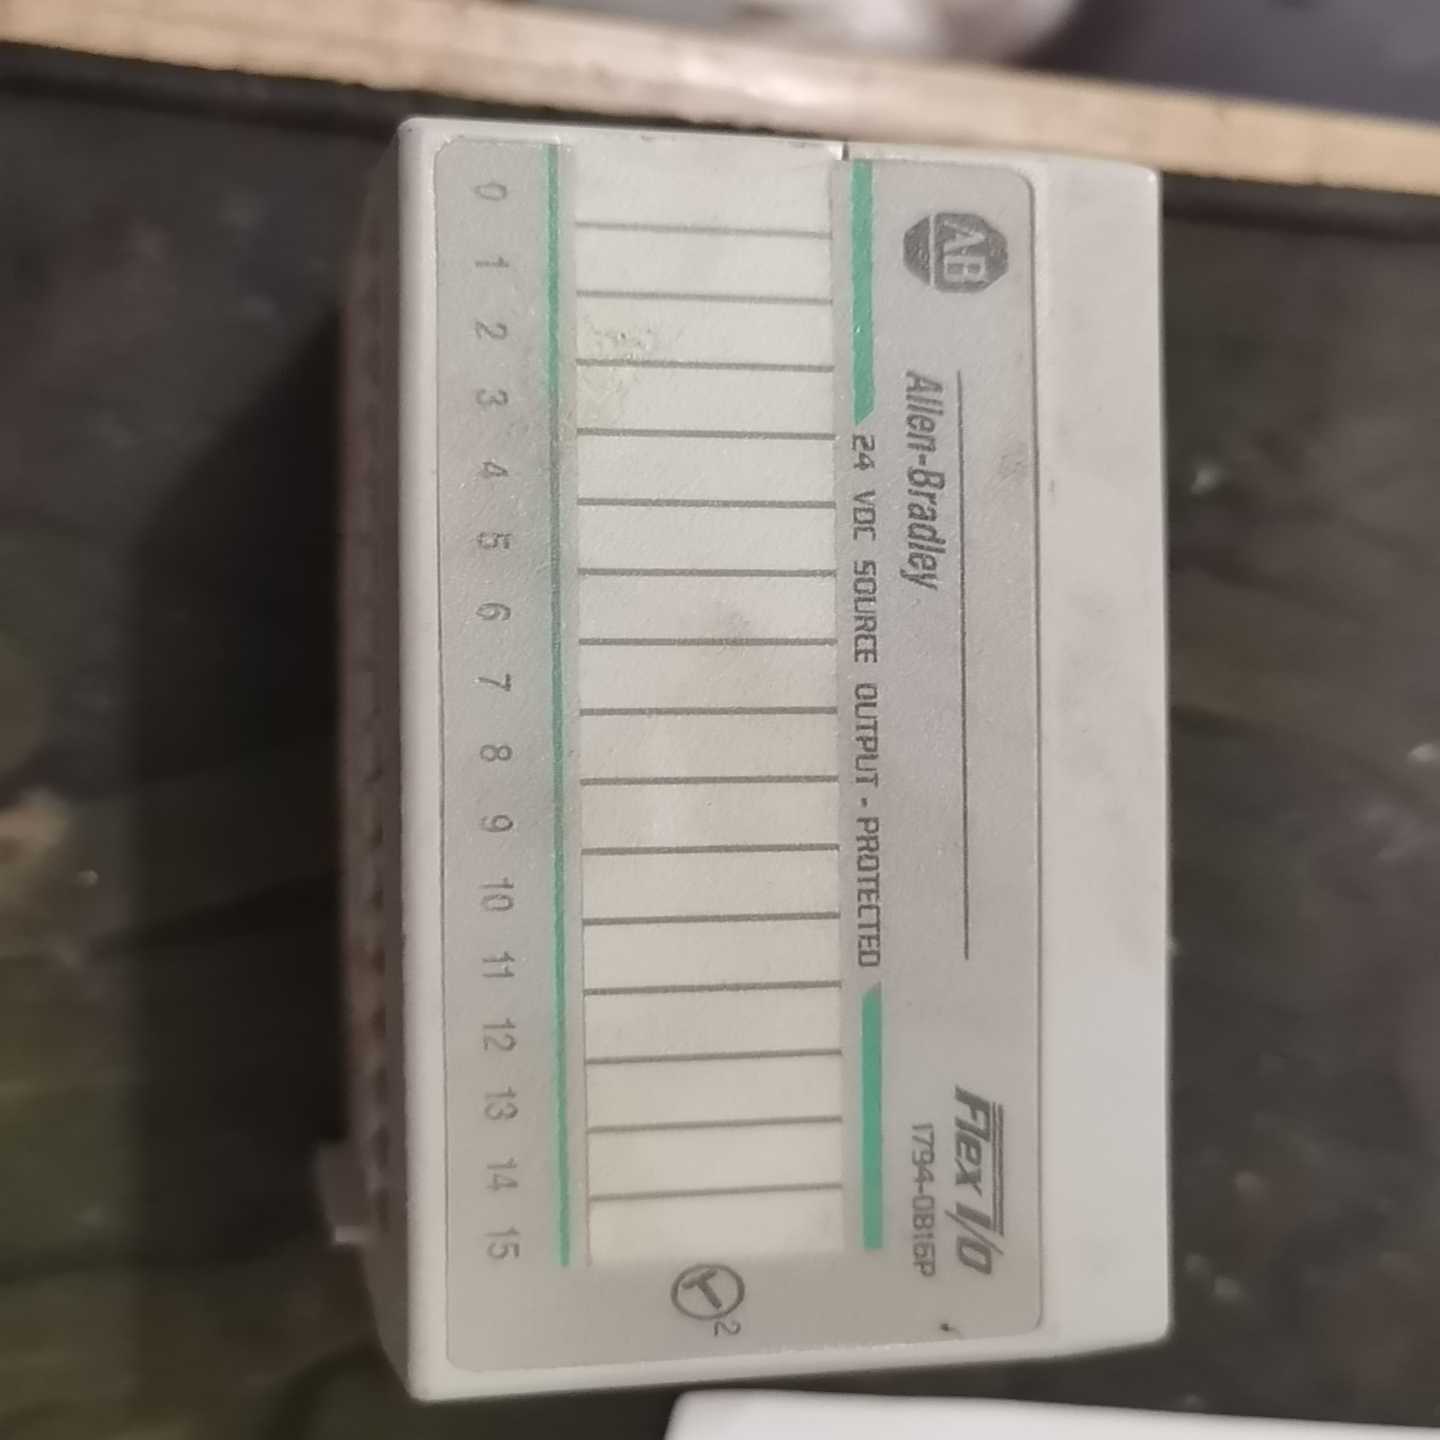 AB
Allen-Bradley
Flex I/O
1794-OB16P
24 VDC SOURCE OUTPUT - PROTECTED
2
0 1 2 3 4 5 6 7 8 9 10 11 12 13 14 15